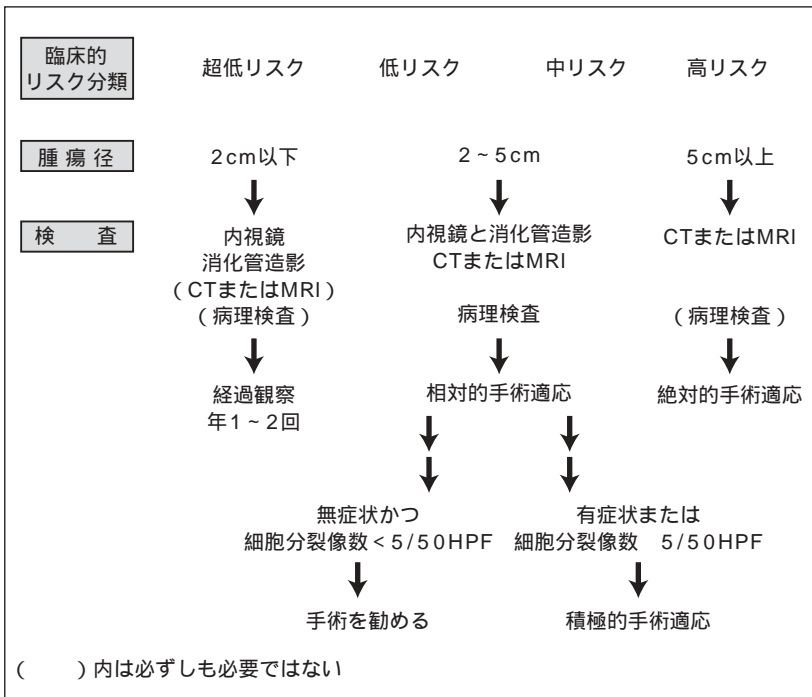 臨床的
リスク分類
超低リスク 低リスク 中リスク 高リスク
腫瘍径 2cm以下 2~5cm 5cm以上
検 査
内視鏡
消化管造影
(CTまたはMRI)
(病理検査)
内視鏡と消化管造影
CTまたはMRI
病理検査
CTまたはMRI
(病理検査)
経過観察
年1~2回
相対的手術適応
絶対的手術適応
無症状かつ
細胞分裂像数<5/50HPF
有症状または
細胞分裂像数 5/50HPF
手術を勧める
積極的手術適応
( )内は必ずしも必要ではない